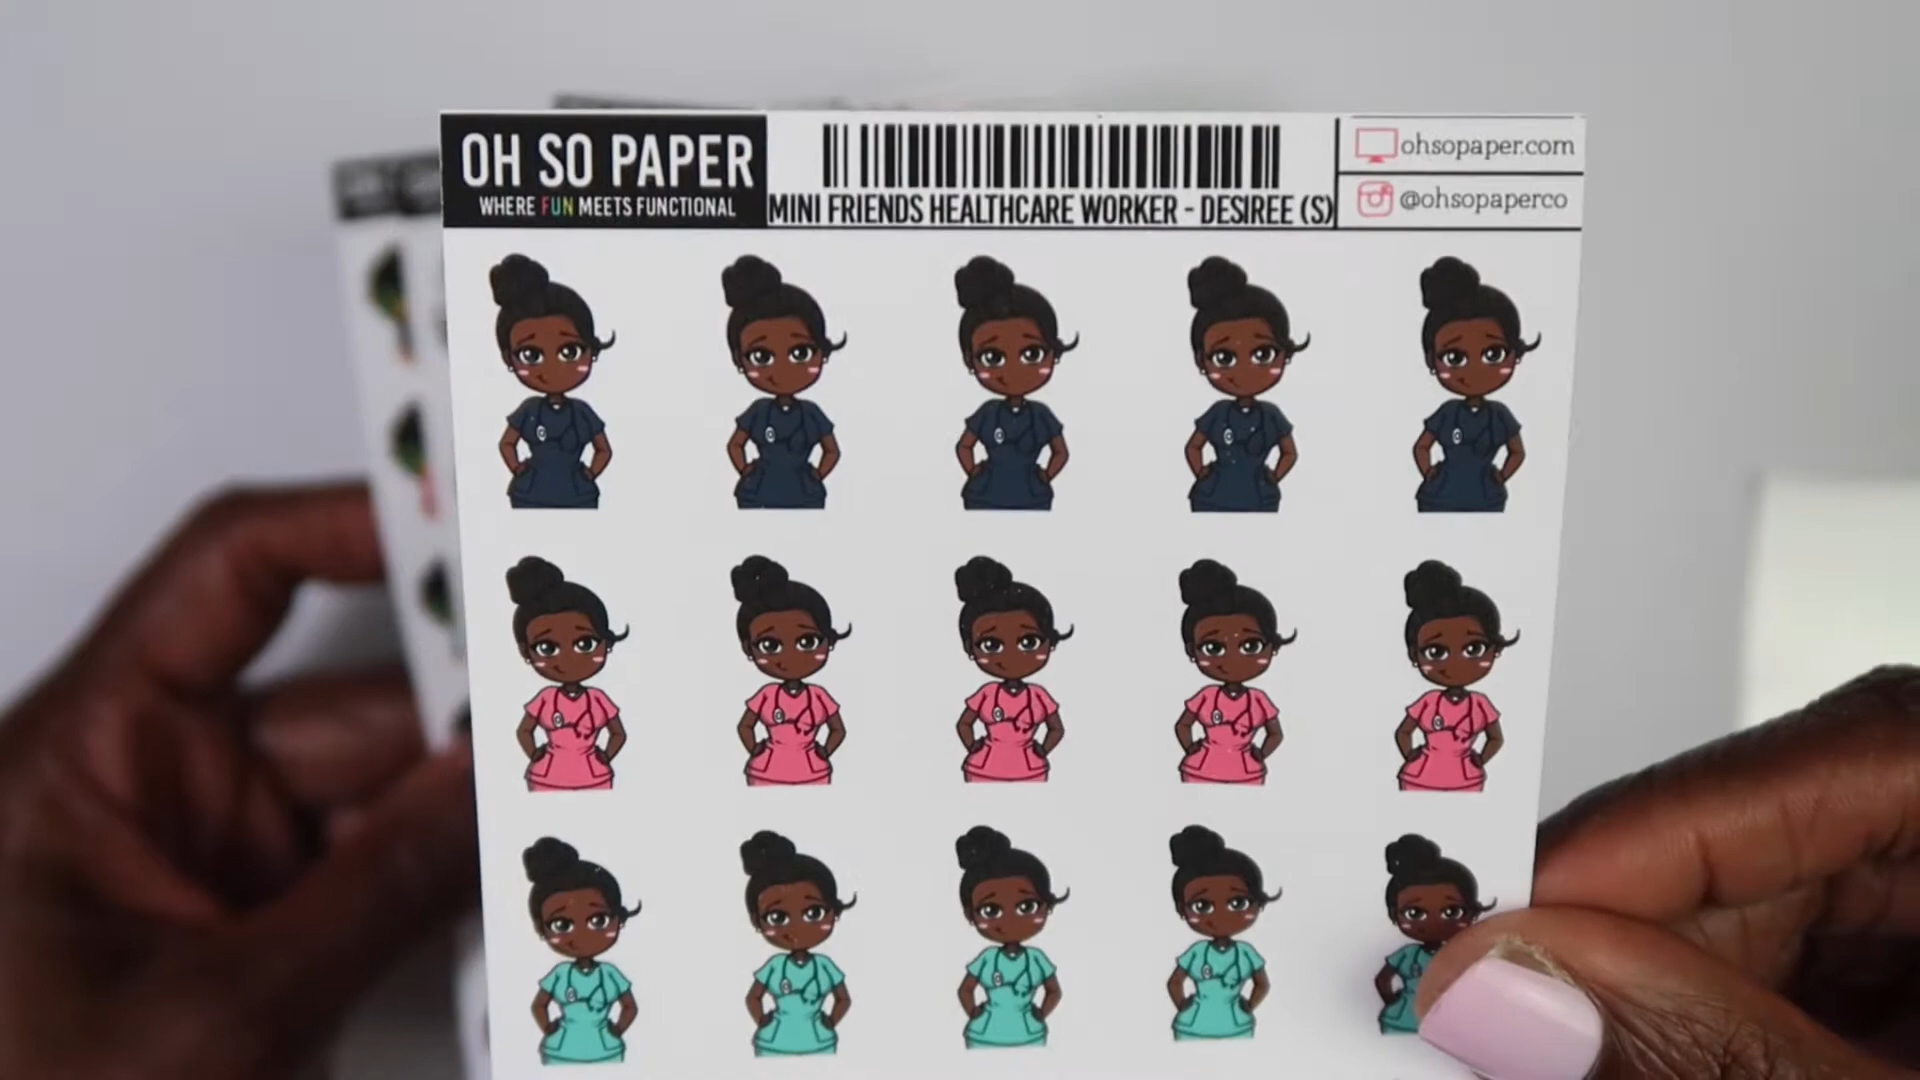 OH SO PAPER
WHERE FUN MEETS FUNCTIONAL
MINI FRIENDS HEALTHCARE WORKER - DESIREE (S)
ohsopaper.com
@ohsopaperco